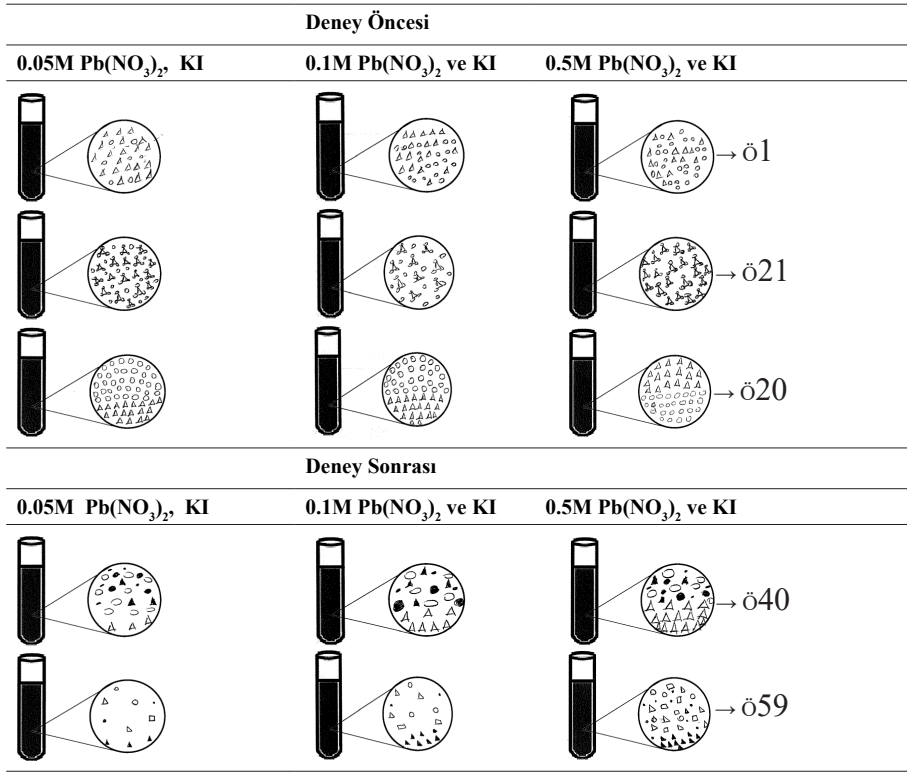 Deney Öncesi
0.05M Pb(NO₃)₂, KI 0.1M Pb(NO₃)₂ ve KI 0.5M Pb(NO₃)₂ ve KI
→ ö1
→ ö21
→ ö20
Deney Sonrası
0.05M Pb(NO₃)₂, KI 0.1M Pb(NO₃)₂ ve KI 0.5M Pb(NO₃)₂ ve KI
→ ö40
→ ö59